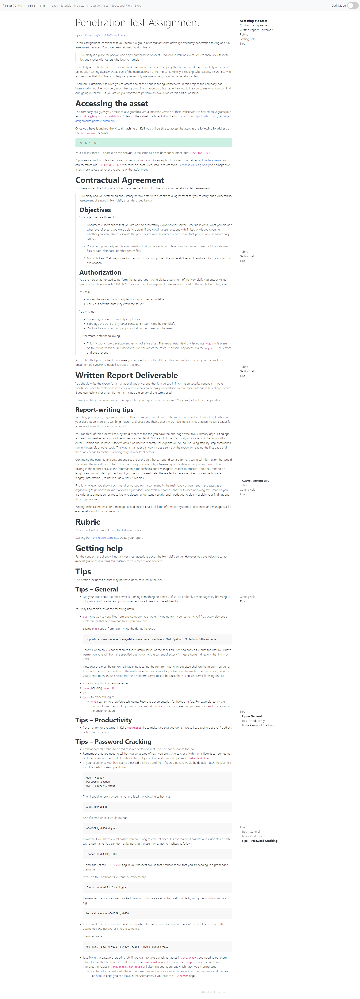 Security-Assignments.com Labs Tutorials Projects In-class Activities Books and Films Store Dark Mode
Penetration Test Assignment
By Drs. Dave Eargle and Anthony Vance
For this assignment, consider that your team is a group of consultants that offers cybersecurity penetration testing and risk
assessment services. You have been retained by Humbleify.
Humbleify is a place for people who enjoy humbling to connect. Find local humbling events or just share your favorite
tips and stories with others who love to humble.
Humbleify is in talks to connect their network systems with another company that has required that Humbleify undergo a
penetration testing assessment as part of the negotiations. Furthermore, Humbleify is seeking cybersecurity insurance, who
also requires that Humbleify undergo a cybersecurity risk assessment, including a penetration test.
Therefore, Humbleify has hired you to assess one of their public-facing webservers. In this project, the company has
intentionally not given you very much background information on this asset – they would like you to see what you can find
out, going in "blind." But you are only authorized to perform an evaluation of this particular server.
Accessing the asset
Contractual Agreement
Written Report Deliverable
Rubric
Getting help
Tips
Accessing the asset
The company has given you access to a vagrantbox virtual machine version of their webserver. It is hosted on vagrantcloud
as box deargle/pentest-humbleify. To launch the virtual machine, follow the instructions on https://github.com/security-
assignments/pentest-humbleify.
Once you have launched the virtual machine on Kali, you will be able to access the asset at the following ip address on
the infosec-net network:
192.168.56.200
Your Kali instance's IP address on this network is the same as it has been for all other labs: 192.168.56.101.
A power-user msfconsole-user move is to set your LHOST not to an explicit ip address, but rather, an interface name. You
can therefore run set LHOST virbr1 wherever an lhost is required in msfconsole. Set these values globally to perhaps save
a few more keystrokes over the course of the assignment.
Contractual Agreement
You have signed the following contractual agreement with Humbleify for your penetration test assessment:
Humbleify and your esteemed consultancy hereby enter into a contractual agreement for you to carry out a vulnerability
assessment of a specific Humbleify asset described below.
Objectives
Your objectives are threefold:
1. Document vulnerabilities that you are able to successfully exploit on the server. Describe in detail what you did and
what level of access you were able to obtain. If you obtain a user account with limited privileges, document
whether you were able to escalate the privileges to root. Document each exploit that you are able to successfully
launch.
2. Document potentially sensitive information that you are able to obtain from the server. These could include user
files or web, database, or other server files.
3. For both 1 and 2 above, argue for methods that could protect the vulnerabilities and sensitive information from >
exploitation.
Rubric
Getting help
Tips
Authorization
You are hereby authorized to perform the agreed-upon vulnerability assessment of the Humbleify vagrantbox virtual
machine with IP address 192.168.56.200. Your scope of engagement is exclusively limited to the single Humbleify asset.
You may:
• Access the server through any technological means available.
• Carry out activities that may crash the server.
You may not:
• Social engineer any Humbleify employees.
• Sabotage the work of any other consultancy team hired by Humbleify.
• Disclose to any other party any information discovered on the asset.
Furthermore, note the following:
• This is a vagrantbox development version of a live asset. The vagrant-standard privileged user vagrant is present
on this virtual machine, but not on the live version of the asset. Therefore, any access via the vagrant user is moot
and out of scope.
Remember that your contract is not merely to access the asset and its sensitive information. Rather, your contract is to
document all possible vulnerabilities/attack vectors.
Rubric
Getting help
Tips
Written Report Deliverable
You should write the report for a managerial audience, one that isn't versed in information security concepts. In other
words, you need to explain the concepts in terms that can be easily understood by managers without technical experience.
If you use technical or unfamiliar terms, include a glossary of the terms used.
There is no length requirement for the report, but your report must not exceed 20 pages (not including appendices).
Report-writing tips
In writing your report, organize for impact. This means you should discuss the most serious vulnerabilities first. Further, in
your description, start by describing macro-level issues and then discuss micro-level details. This practice makes it easier for
a readers to quickly process your report.
You can think of this process like a pyramid, where at the top you have the one-page executive summary of your findings,
and each successive section provides more granular detail. At the end of the main body of your report, the "supporting
details" section should have sufficient details on how to replicate the exploits you found, including step-by-step commands
run in Metasploit or other tools. This way, a manager can quickly get a sense of the report by reading the first page and
then can choose to continue reading to get lower-level details.
Continuing the pyramid analogy, appendices are at the very base. Appendices are for very technical information that would
bog down the report if included in the main body. For example, a Nessus report or detailed output from nmap do not
belong in the report because the information is too technical for a managerial reader to process. Also, they tend to be
lengthy and would interrupt the flow of your report. Instead, refer the reader to the appendices for very technical and
lengthy information. (Do not include a Nessus report.)
Finally, whenever you show a command or output from a command in the main body of your report, use excerpts or
highlighting to point out the most relevant information, and explain what you show with accompanying text. Imagine you
are writing to a manager or executive who doesn't understand security and needs you to clearly explain your findings and
their implications.
Report-writing tips
Rubric
Getting help
Tips
Writing technical material for a managerial audience is crucial skill for information systems practitioners and managers alike
– especially in information security.
Rubric
Your report will be graded using the following rubric:
Starting from this report template, create your report.
Getting help
Per the contract, the client will not answer most questions about the Humbleify server. However, you are welcome to ask
general questions about the lab material to your friends and advisors.
Tips
This section includes tips that may not have been covered in the labs.
Tips – General
• Did your scan show that the server is running something on port 80? If so, it's probably a web page! Try browsing to
it by using kali's firefox, and put your server's ip address into the address bar.
Getting help
Tips
You may find tools such as the following useful:
• scp - one way to copy files from one computer to another, including from your server to kali. You could also use a
meterpreter shell to download files if you have one.
Example scp code (from Kali) – mind the dot at the end!:
scp midterm-server-username@midterm-server-ip-address:/full/path/to/file/on/midterm/server .
That will open an ssh connection to the midterm server as the specified user, and copy a file (that the user must have
permission to read!) from the specified path down to the current directory (. means 'current directory that I'm in on
Kali').
Note that this must be run on Kali. Meaning it cannot be run from within an exploited shell on the midterm server or
from within an ssh connection to the midterm server. You cannot scp a file from the midterm server to Kali, because
you cannot open an ssh session from the midterm server to kali, because there is no ssh server listening on Kali.
• ssh - for logging into remote servers
• sudo (including sudo -l)
• id
• hydra to crack ssh logins
◦ hyrda can try to bruteforce ssh logins. Read the documentation for hydra's -e flag. For example, to try the
reverse of a username of a password, you would pass -e r. You can pass multiple values for -e, like it shows in
the documentation.
Tips
Tips – General
Tips – Productivity
Tips – Password Cracking
Tips – Productivity
• Put an entry for the target in Kali's /etc/hosts file to make it so that you don't have to keep typing out the IP address
of humbleify's server.
Tips – Password Cracking
• hashcat expects hashes to be fed to it in a certain format. See here for guidance for that.
• Remember that you need to tell hashcat what type of hash you are trying to crack (with the -m flag). It can sometimes
be tricky to know what kind of hash you have. Try installing and using the package hash-identifier.
• In your experience with hashcat, you passed it a hash, and then if it cracked it, it would by default match the plaintext
with the hash. For example, if I had:
user: foobar
password: dogman
hash: a8uf33kljufd88
Then I could ignore the username, and feed the following to hashcat:
a8uf33kljufd88
And if it cracked it, it would output:
a8uf33kljufd88:dogman
Tips
Tips – General
Tips – Productivity
Tips – Password Cracking
However, if you have several hashes you are trying to crack at once, it is convenient if hashcat also associates a hash
with a username. You can do that by passing the username:hash to hashcat as follows:
foobar:a8uf33kljufd88
... and also set the --username flag in your hashcat call, so that hashcat knows that you are feeding in a prepended
username.
If you do this, hashcat will output the crack thusly:
foobar:a8uf33kljufd88:dogman
Remember that you can view cracked passwords that are saved in hashcat's potfile by using the --show command.
e.g.:
hashcat --show a8uf33kljufd88
• If you want to crack usernames and passwords at the same time, you can 'unshadow' the files first. This puts the
usernames and passwords into the same file.
Example usage:
unshadow [passwd file] [shadow file] > myunshadowed_file
• Just like in the password-cracking lab, if you want to take a crack at hashes in /etc/shadow, you need to put them
into a format that hashcat can understand. Read man shadow, and then read man crypt, to understand how to
interpret the values in /etc/shadow. man crypt will also help you figure out which hash type is being used.
◦ You have to manually edit the unshadowed file and remove everything except for the username and the hash.
See here (except, you can leave in the usernames, if you pass the --username flag)
About and Fine Print